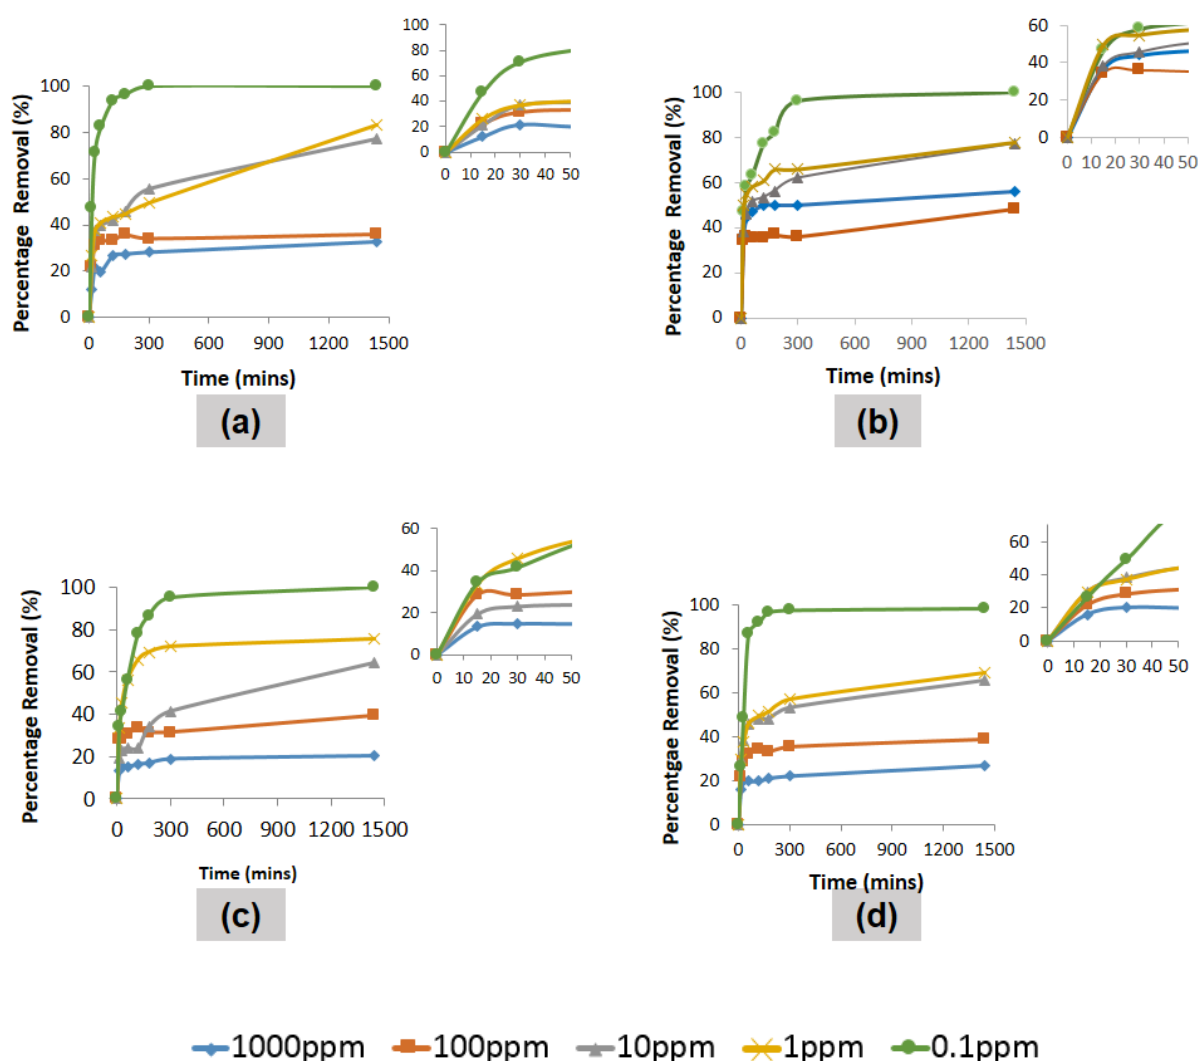 100
80
60
40
20
0
0 10 20 30 40 50
100
80
60
40
20
0
0 300 600 900 1200 1500
Percentage Removal (%)
Time (mins)
(a)
60
40
20
0
0 10 20 30 40 50
100
80
60
40
20
0
0 300 600 900 1200 1500
Percentage Removal (%)
Time (mins)
(b)
60
40
20
0
0 10 20 30 40 50
100
80
60
40
20
0
0 300 600 900 1200 1500
Percentage Removal (%)
Time (mins)
(c)
60
40
20
0
0 10 20 30 40 50
100
80
60
40
20
0
0 300 600 900 1200 1500
Percentgae Removal (%)
Time (mins)
(d)
1000ppm 100ppm 10ppm 1ppm 0.1ppm